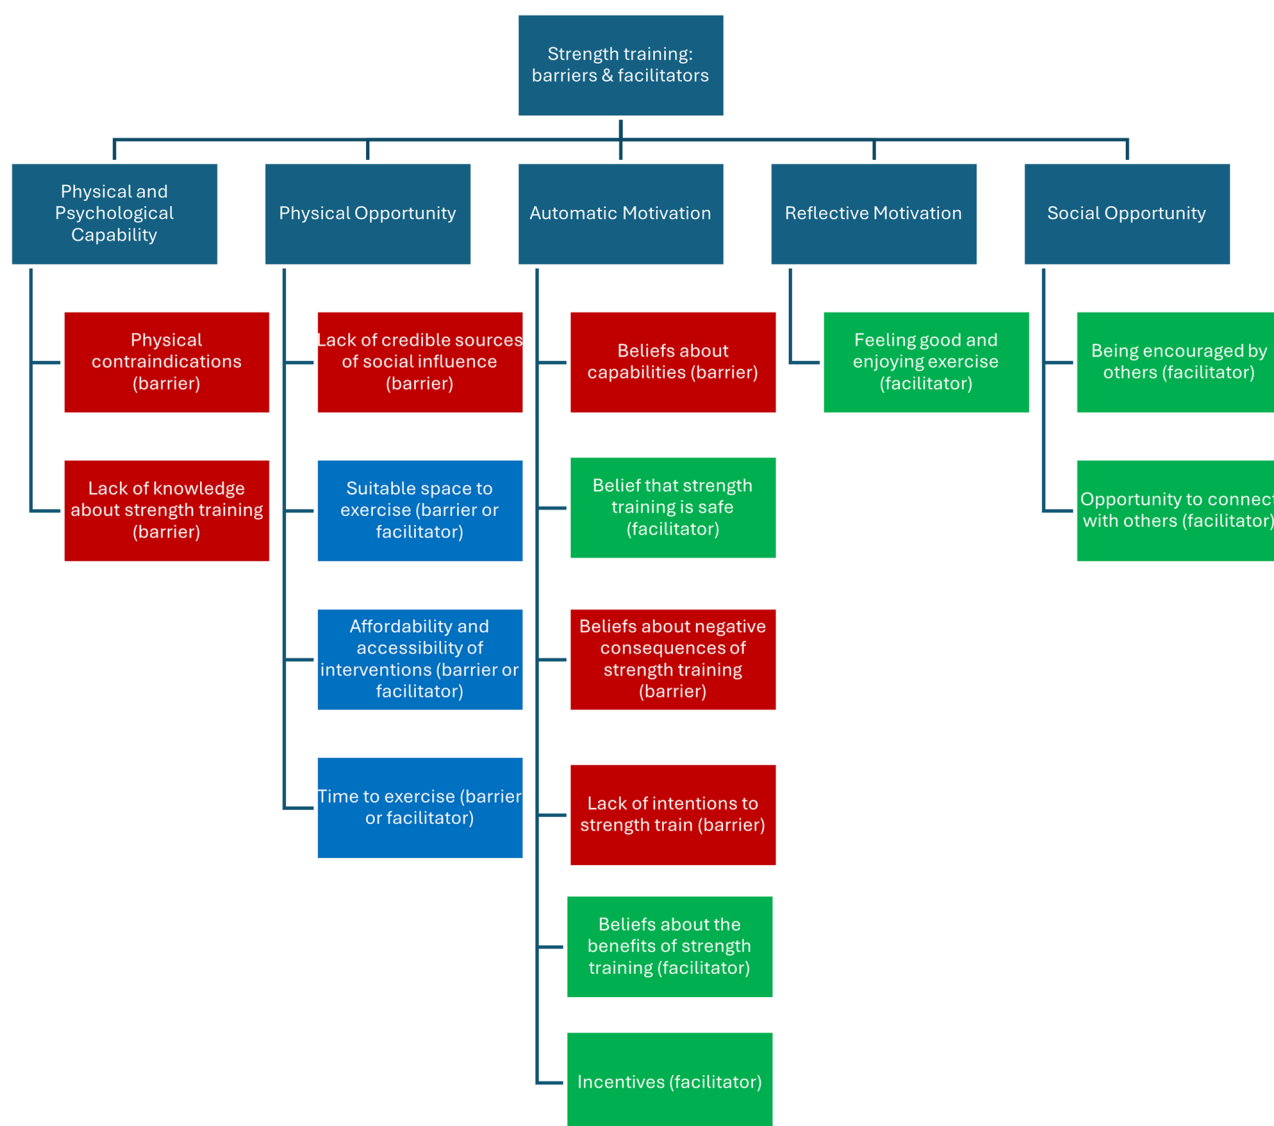 Strength training:
barriers & facilitators
Physical and
Psychological
Capability
Physical Opportunity
Automatic Motivation
Reflective Motivation
Social Opportunity
Physical
contraindications
(barrier)
Lack of knowledge
about strength training
(barrier)
Lack of credible sources
of social influence
(barrier)
Suitable space to
exercise (barrier or
facilitator)
Affordability and
accessibility of
interventions (barrier or
facilitator)
Time to exercise (barrier
or facilitator)
Beliefs about
capabilities (barrier)
Belief that strength
training is safe
(facilitator)
Beliefs about negative
consequences of
strength training
(barrier)
Lack of intentions to
strength train (barrier)
Beliefs about the
benefits of strength
training (facilitator)
Incentives (facilitator)
Feeling good and
enjoying exercise
(facilitator)
Being encouraged by
others (facilitator)
Opportunity to connect
with others (facilitator)